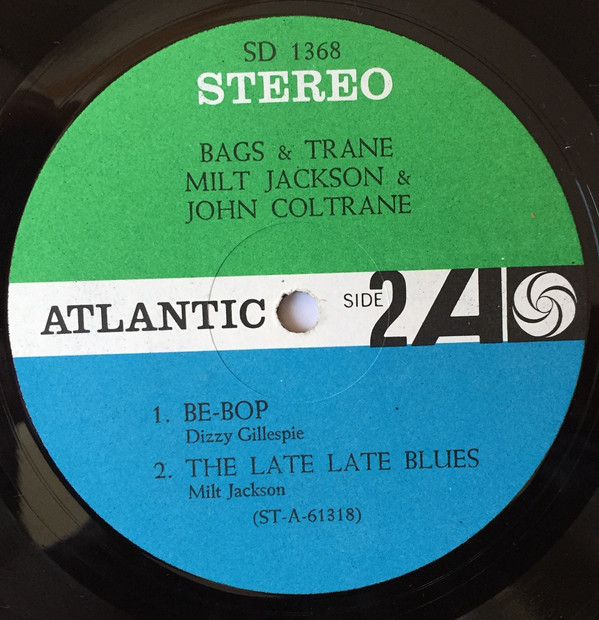 SD 1368
STEREO
BAGS & TRANE
MILT JACKSON &
JOHN COLTRANE
ATLANTIC SIDE 2 A
1. BE-BOP
Dizzy Gillespie
2. THE LATE LATE BLUES
Milt Jackson
(ST-A-61318)